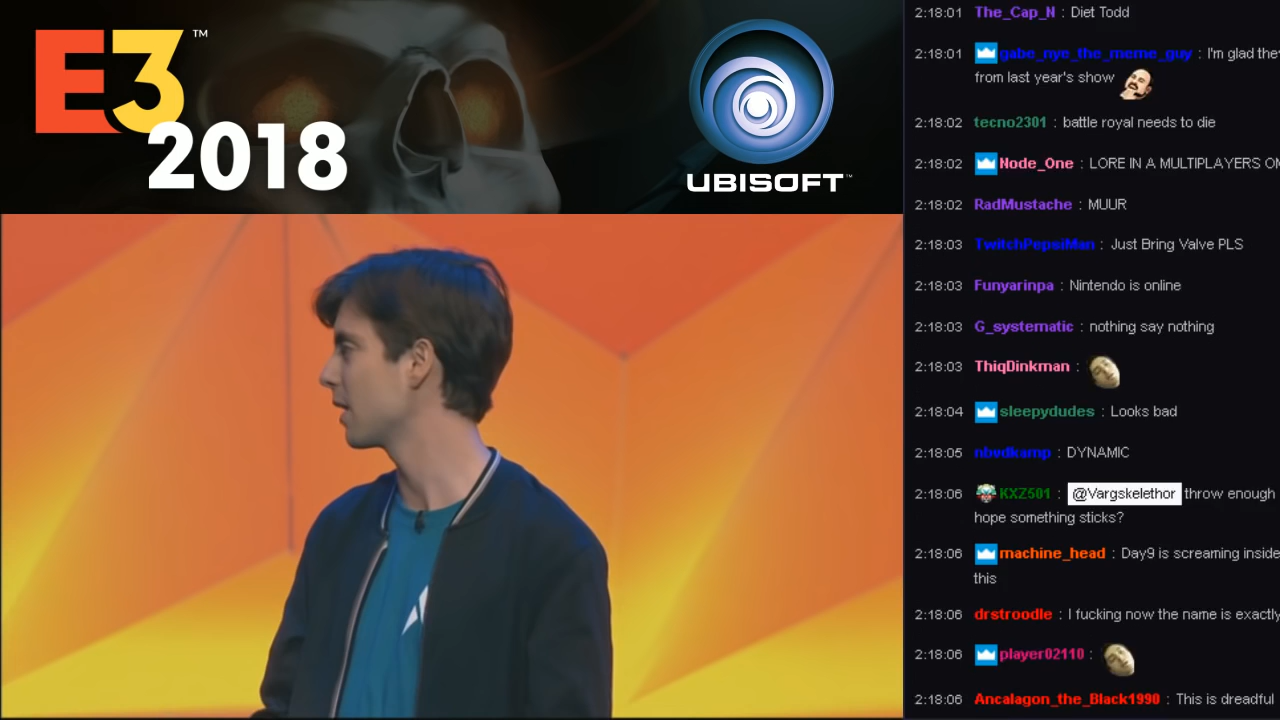 E3™
2018
UBISOFT™
2:18:01 The_Cap_N : Diet Todd
2:18:01 gabe_nye_the_meme_guy : I'm glad they
from last year's show
2:18:02 tecno2301 : battle royal needs to die
2:18:02 Node_One : LORE IN A MULTIPLAYERS
2:18:02 RadMustache : MUUR
2:18:03 TwitchPepsiMan : Just Bring Valve PLS
2:18:03 Funyarinpa : Nintendo is online
2:18:03 G_systematic : nothing say nothing
2:18:03 ThiqDinkman :
2:18:04 sleepydudes : Looks bad
2:18:05 nbvdkamp : DYNAMIC
2:18:06 KXZ501 : @Vargskelethor throw enough
hope something sticks?
2:18:06 machine_head : Day9 is screaming inside
this
2:18:06 drstroodle : I fucking now the name is exactly
2:18:06 player02110 :
2:18:06 Ancalagon_the_Black1990 : This is dreadful